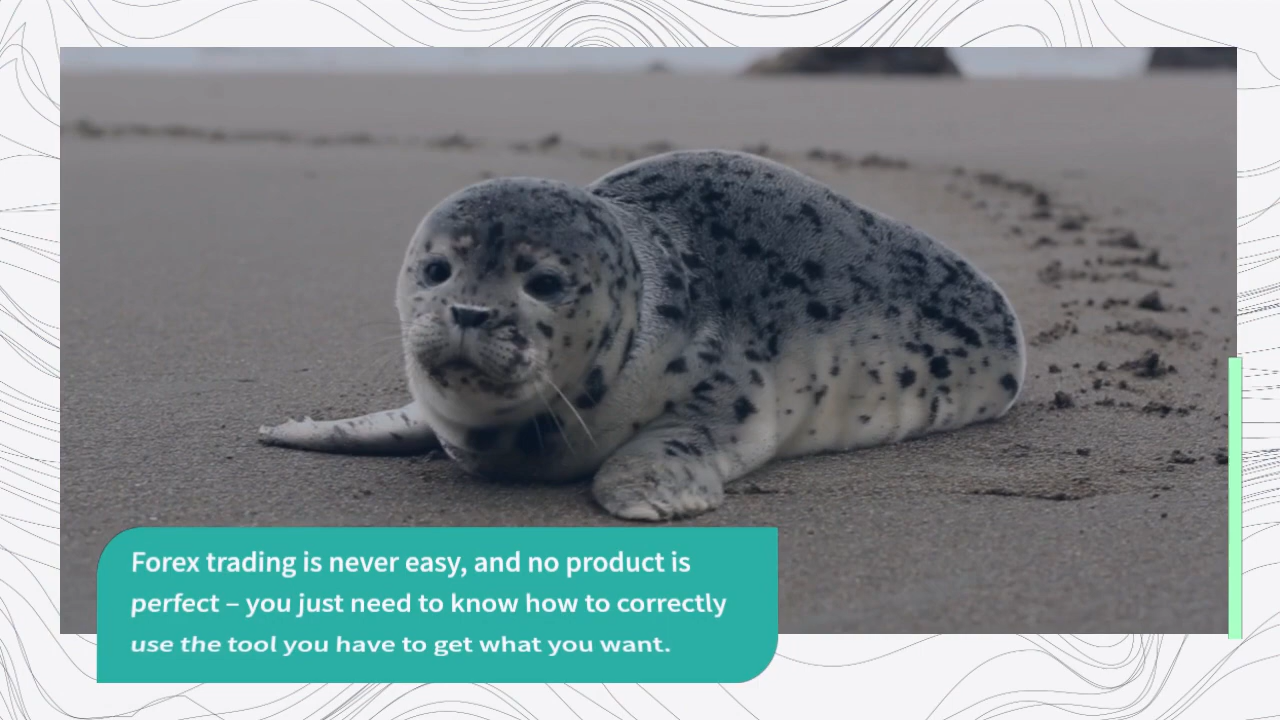 Forex trading is never easy, and no product is
perfect – you just need to know how to correctly
use the tool you have to get what you want.